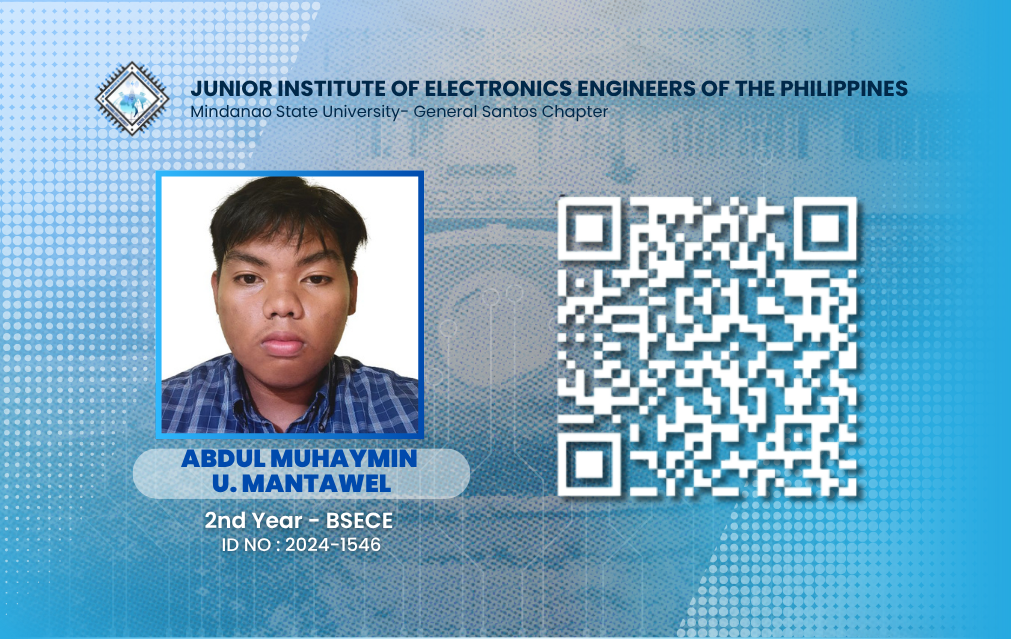 JUNIOR INSTITUTE OF ELECTRONICS ENGINEERS OF THE PHILIPPINES
Mindanao State University- General Santos Chapter
ABDUL MUHAYMIN
U. MANTAWEL
2nd Year - BSECE
ID NO : 2024-1546